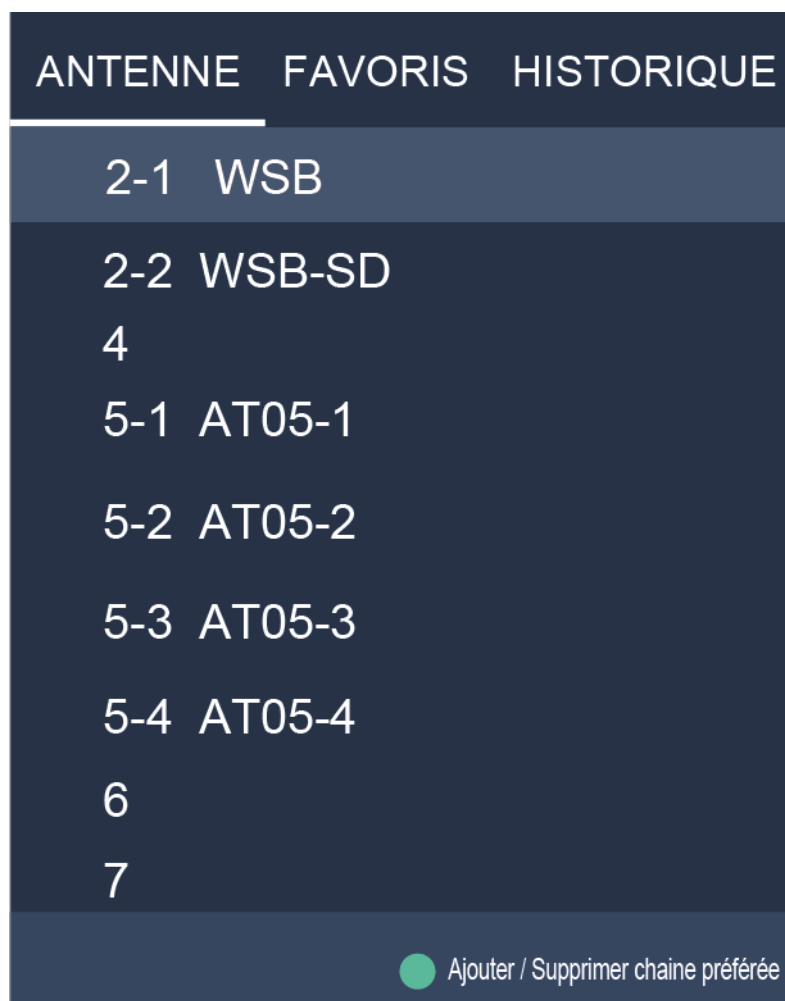 ANTENNE FAVORIS HISTORIQUE
2-1 WSB
2-2 WSB-SD
4
5-1 AT05-1
5-2 AT05-2
5-3 AT05-3
5-4 AT05-4
6
7
Ajouter / Supprimer chaine préférée